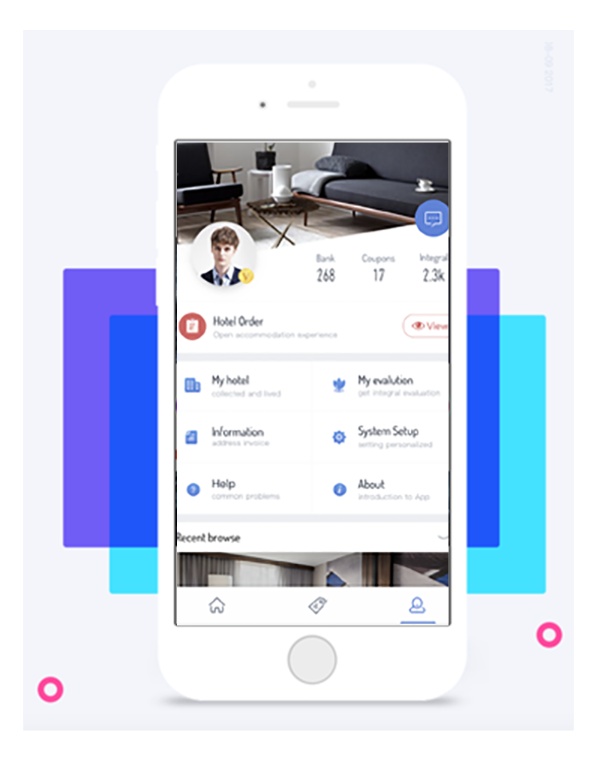 Bank Coupons Integral
268 17 2.3k
Hotel Order
Open accommodation experience
View
My hotel
collected and lived
My evalution
get integral evaluation
Information
address invoice
System Setup
setting personalized
Help
common problems
About
introduction to App
Recent browse